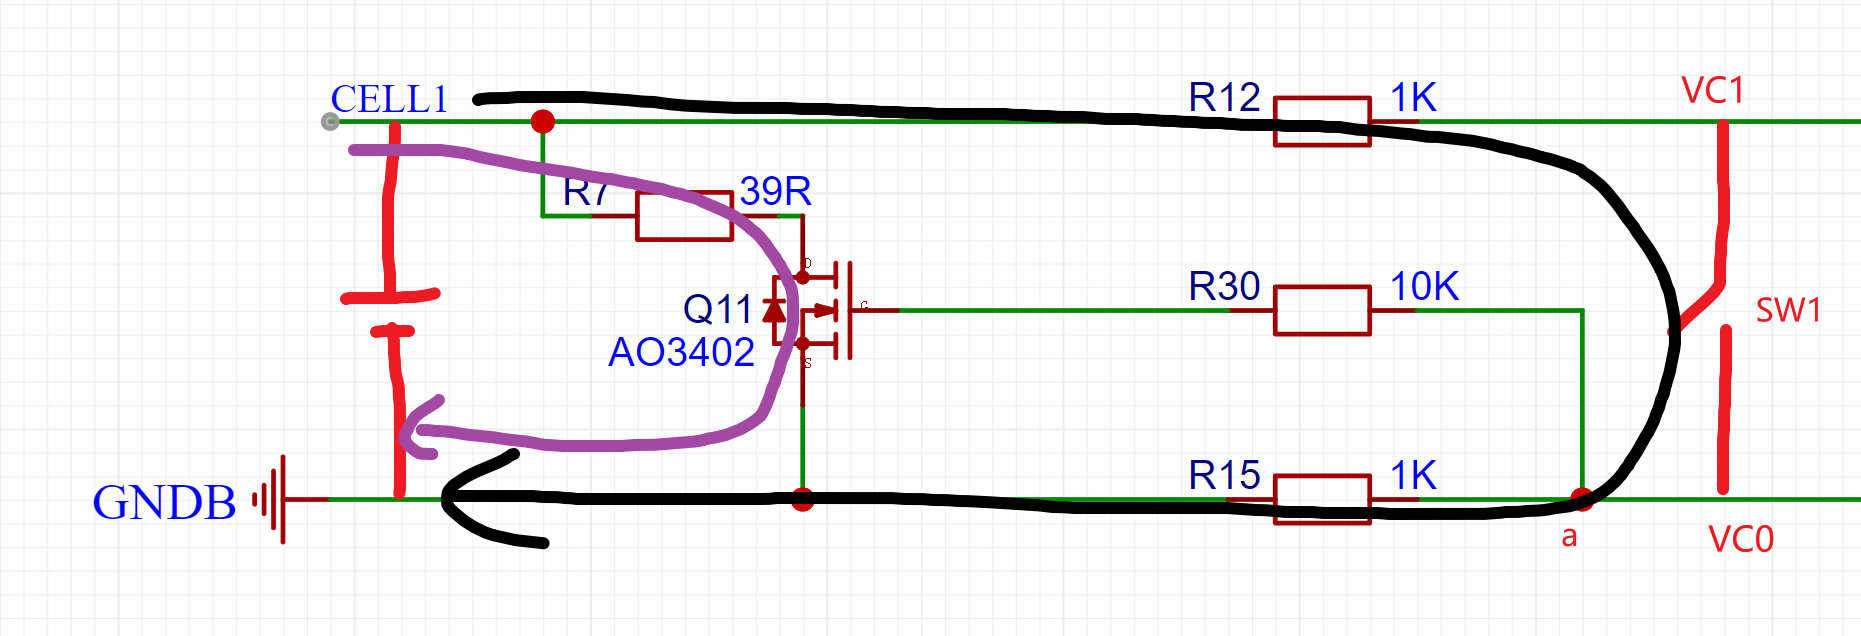 CELL1
R12 1K
VC1
R7 39R
D
Q11
AO3402
G
S
R30 10K
SW1
GNDB
R15 1K
a
VC0